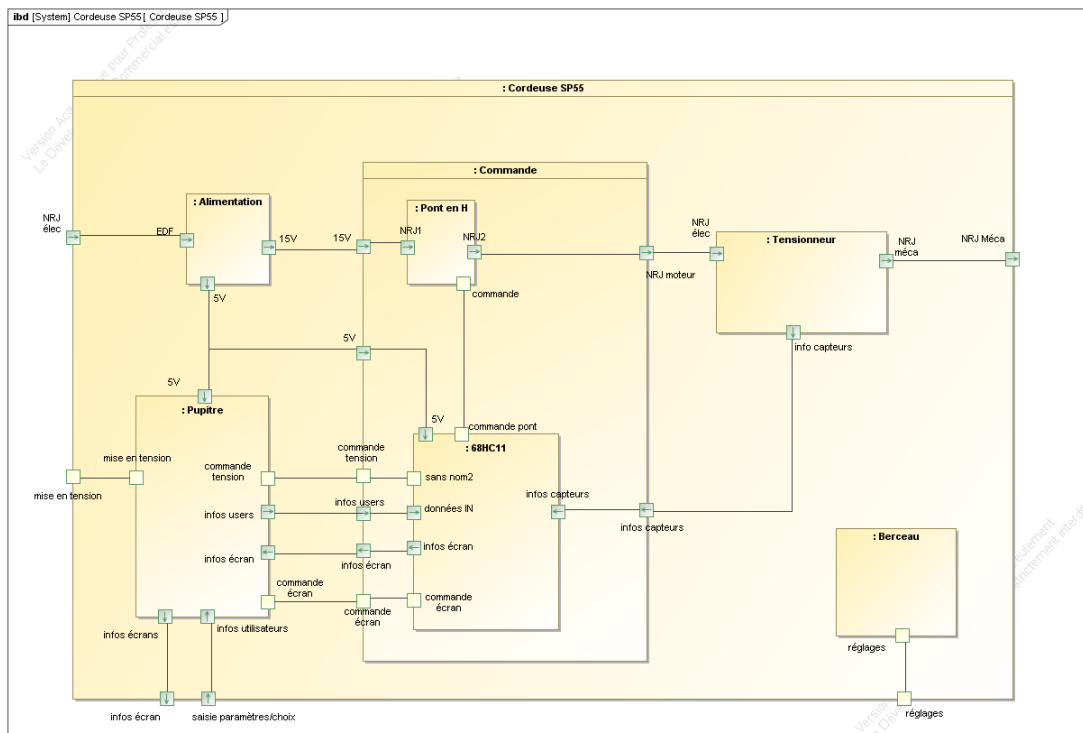 ibd [System] Cordeuse SP55 [ Cordeuse SP55 ]
: Cordeuse SP55
: Commande
: Alimentation
: Pont en H
NRJ
élec
EDF
15V
15V
NRJ1
NRJ2
NRJ moteur
NRJ
élec
: Tensionneur
NRJ
méca
NRJ Méca
5V
commande
info capteurs
5V
5V
: Pupitre
5V
commande pont
: 68HC11
mise en tension
mise en tension
commande
tension
commande
tension
sans nom2
infos users
infos users
données IN
infos capteurs
infos capteurs
infos écran
infos écran
infos écran
commande
écran
commande
écran
commande
écran
: Berceau
réglages
réglages
infos écrans
infos utilisateurs
infos écran
saisie paramètres/choix